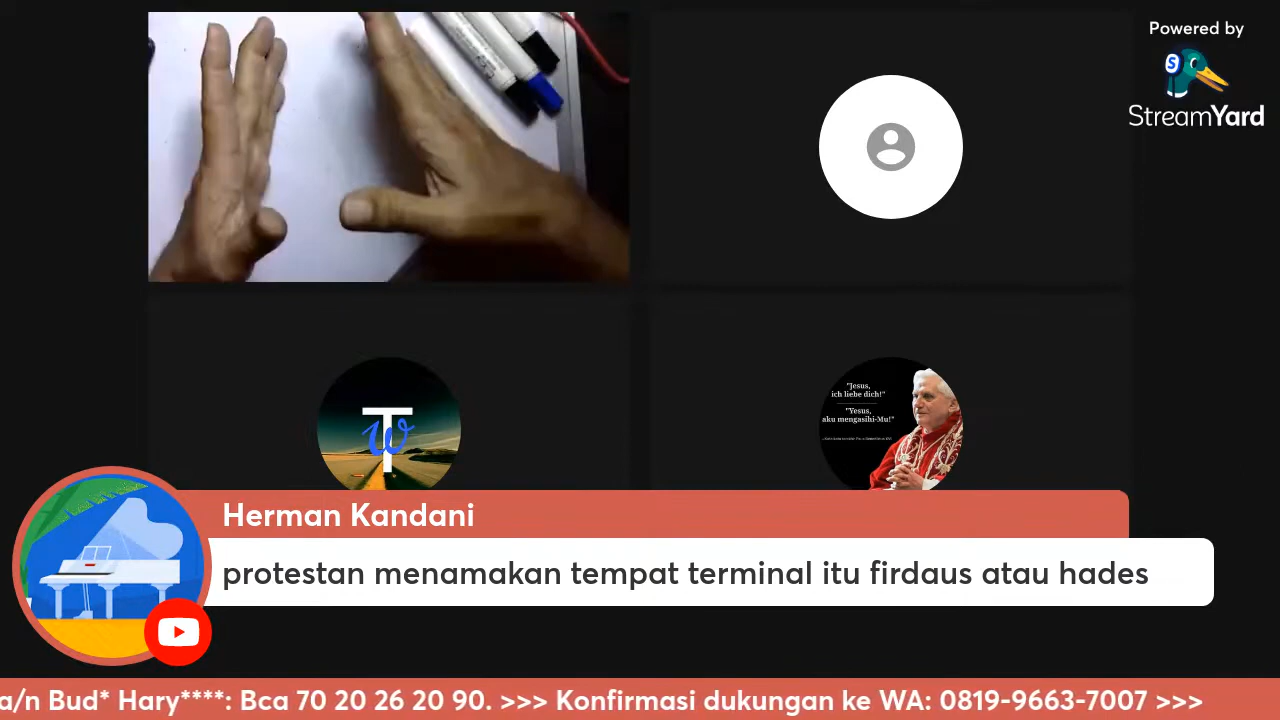 Powered by
S
StreamYard
T
w
"Jesus,
ich liebe dich!"
"Yesus,
aku mengasihi-Mu!"
Herman Kandani
protestan menamakan tempat terminal itu firdaus atau hades
a/n Bud* Hary****: Bca 70 20 26 20 90. >>> Konfirmasi dukungan ke WA: 0819-9663-7007 >>>